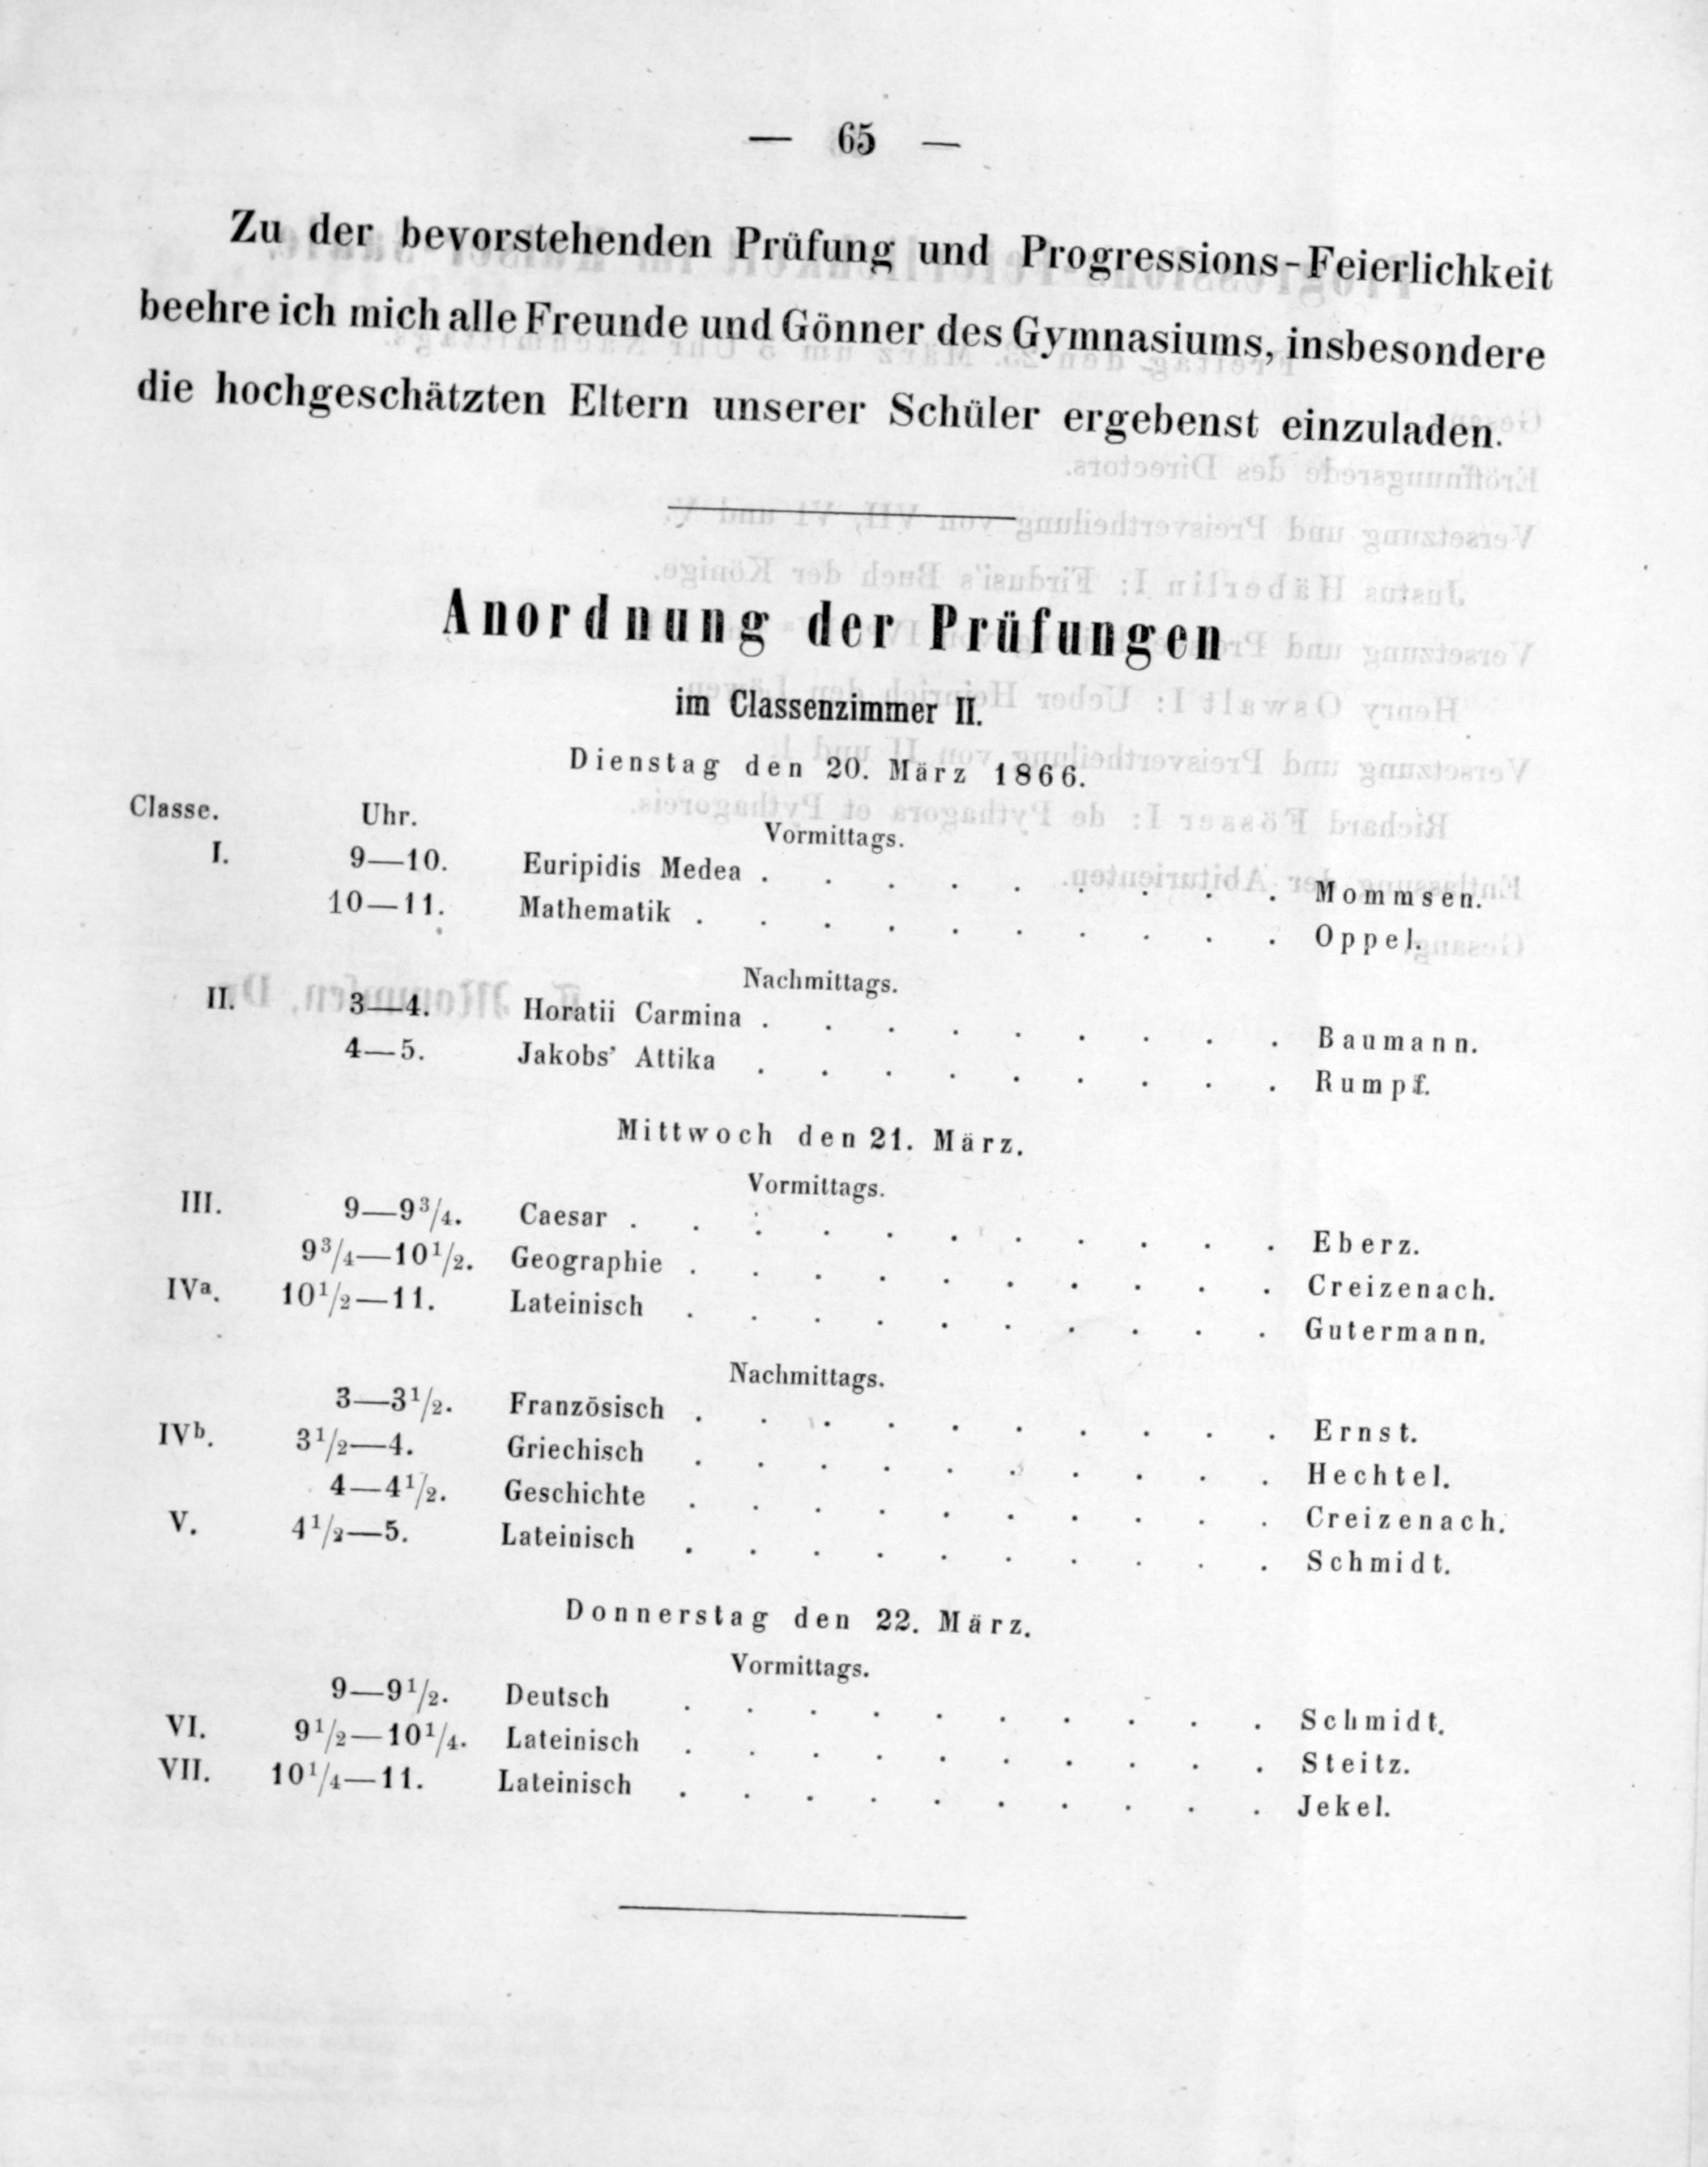 — 65 —
Zu der bevorstehenden Prüfung und Progressions-Feierlichkeit
beehre ich mich alle Freunde und Gönner des Gymnasiums, insbesondere
die hochgeschätzten Eltern unserer Schüler ergebenst einzuladen.
Anordnung der Prüfungen
im Classenzimmer II.
Dienstag den 20. März 1866.
Classe. Uhr.
Vormittags.
I. 9—10. Euripidis Medea . . . . . . . . . Mommsen.
10—11. Mathematik . . . . . . . . . . Oppel.
Nachmittags.
II. 3—4. Horatii Carmina . . . . . . . . . Baumann.
4—5. Jakobs' Attika . . . . . . . . . Rumpf.
Mittwoch den 21. März.
Vormittags.
III. 9—9¾. Caesar . . . . . . . . . . . Eberz.
9¾—10½. Geographie . . . . . . . . . . Creizenach.
IVa. 10½—11. Lateinisch . . . . . . . . . . Gutermann.
Nachmittags.
3—3½. Französisch . . . . . . . . . . Ernst.
IVb. 3½—4. Griechisch . . . . . . . . . . Hechtel.
4—4½. Geschichte . . . . . . . . . . Creizenach.
V. 4½—5. Lateinisch . . . . . . . . . . Schmidt.
Donnerstag den 22. März.
Vormittags.
9—9½. Deutsch . . . . . . . . . . Schmidt.
VI. 9½—10¼. Lateinisch . . . . . . . . . . Steitz.
VII. 10¼—11. Lateinisch . . . . . . . . . . Jekel.